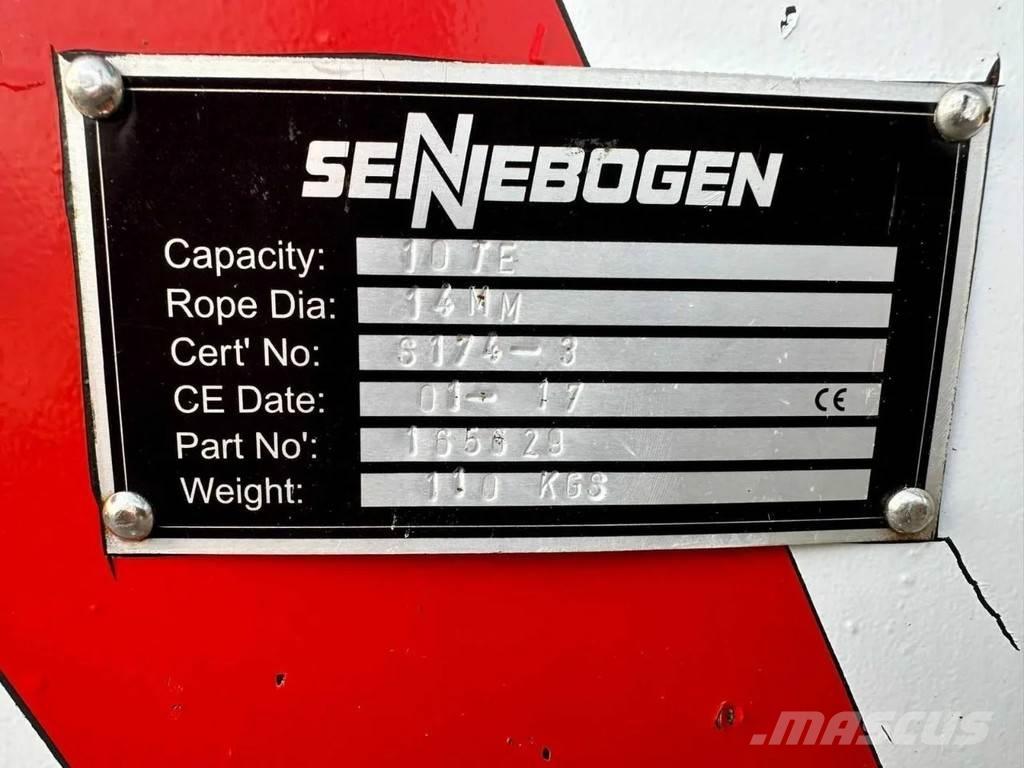 SENNEBOGEN
Capacity: 10 TE
Rope Dia: 14MM
Cert' No: S174-3
CE Date: 01-17 CE
Part No': 165629
Weight: 110 KGS
MASCUS